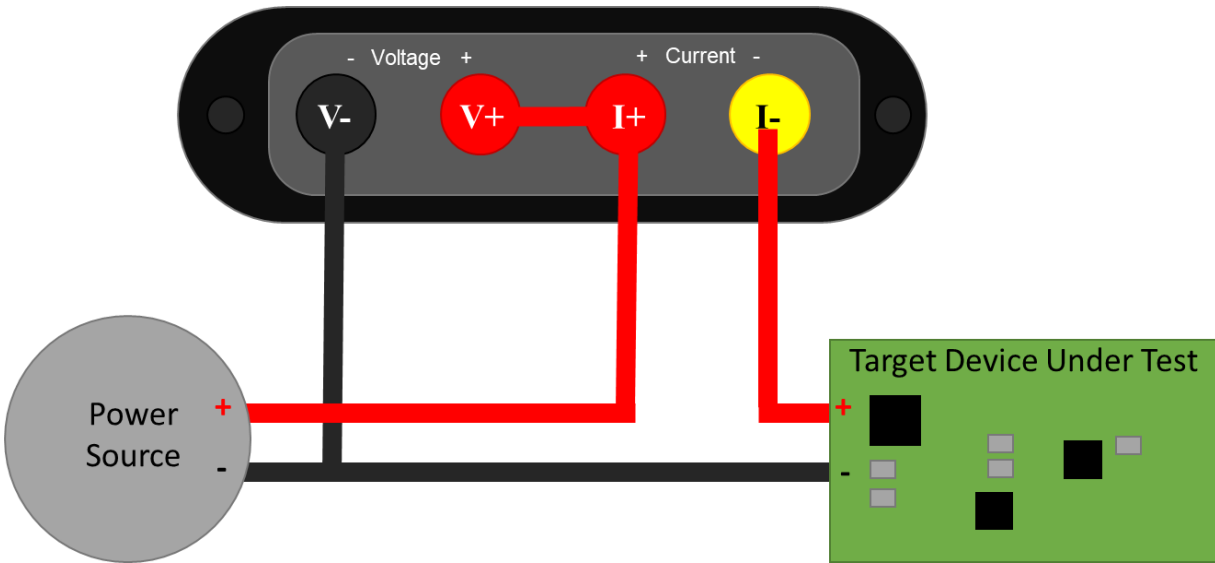 - Voltage + + Current -
V- V+ I+ I-
Target Device Under Test
Power + +
Source - -